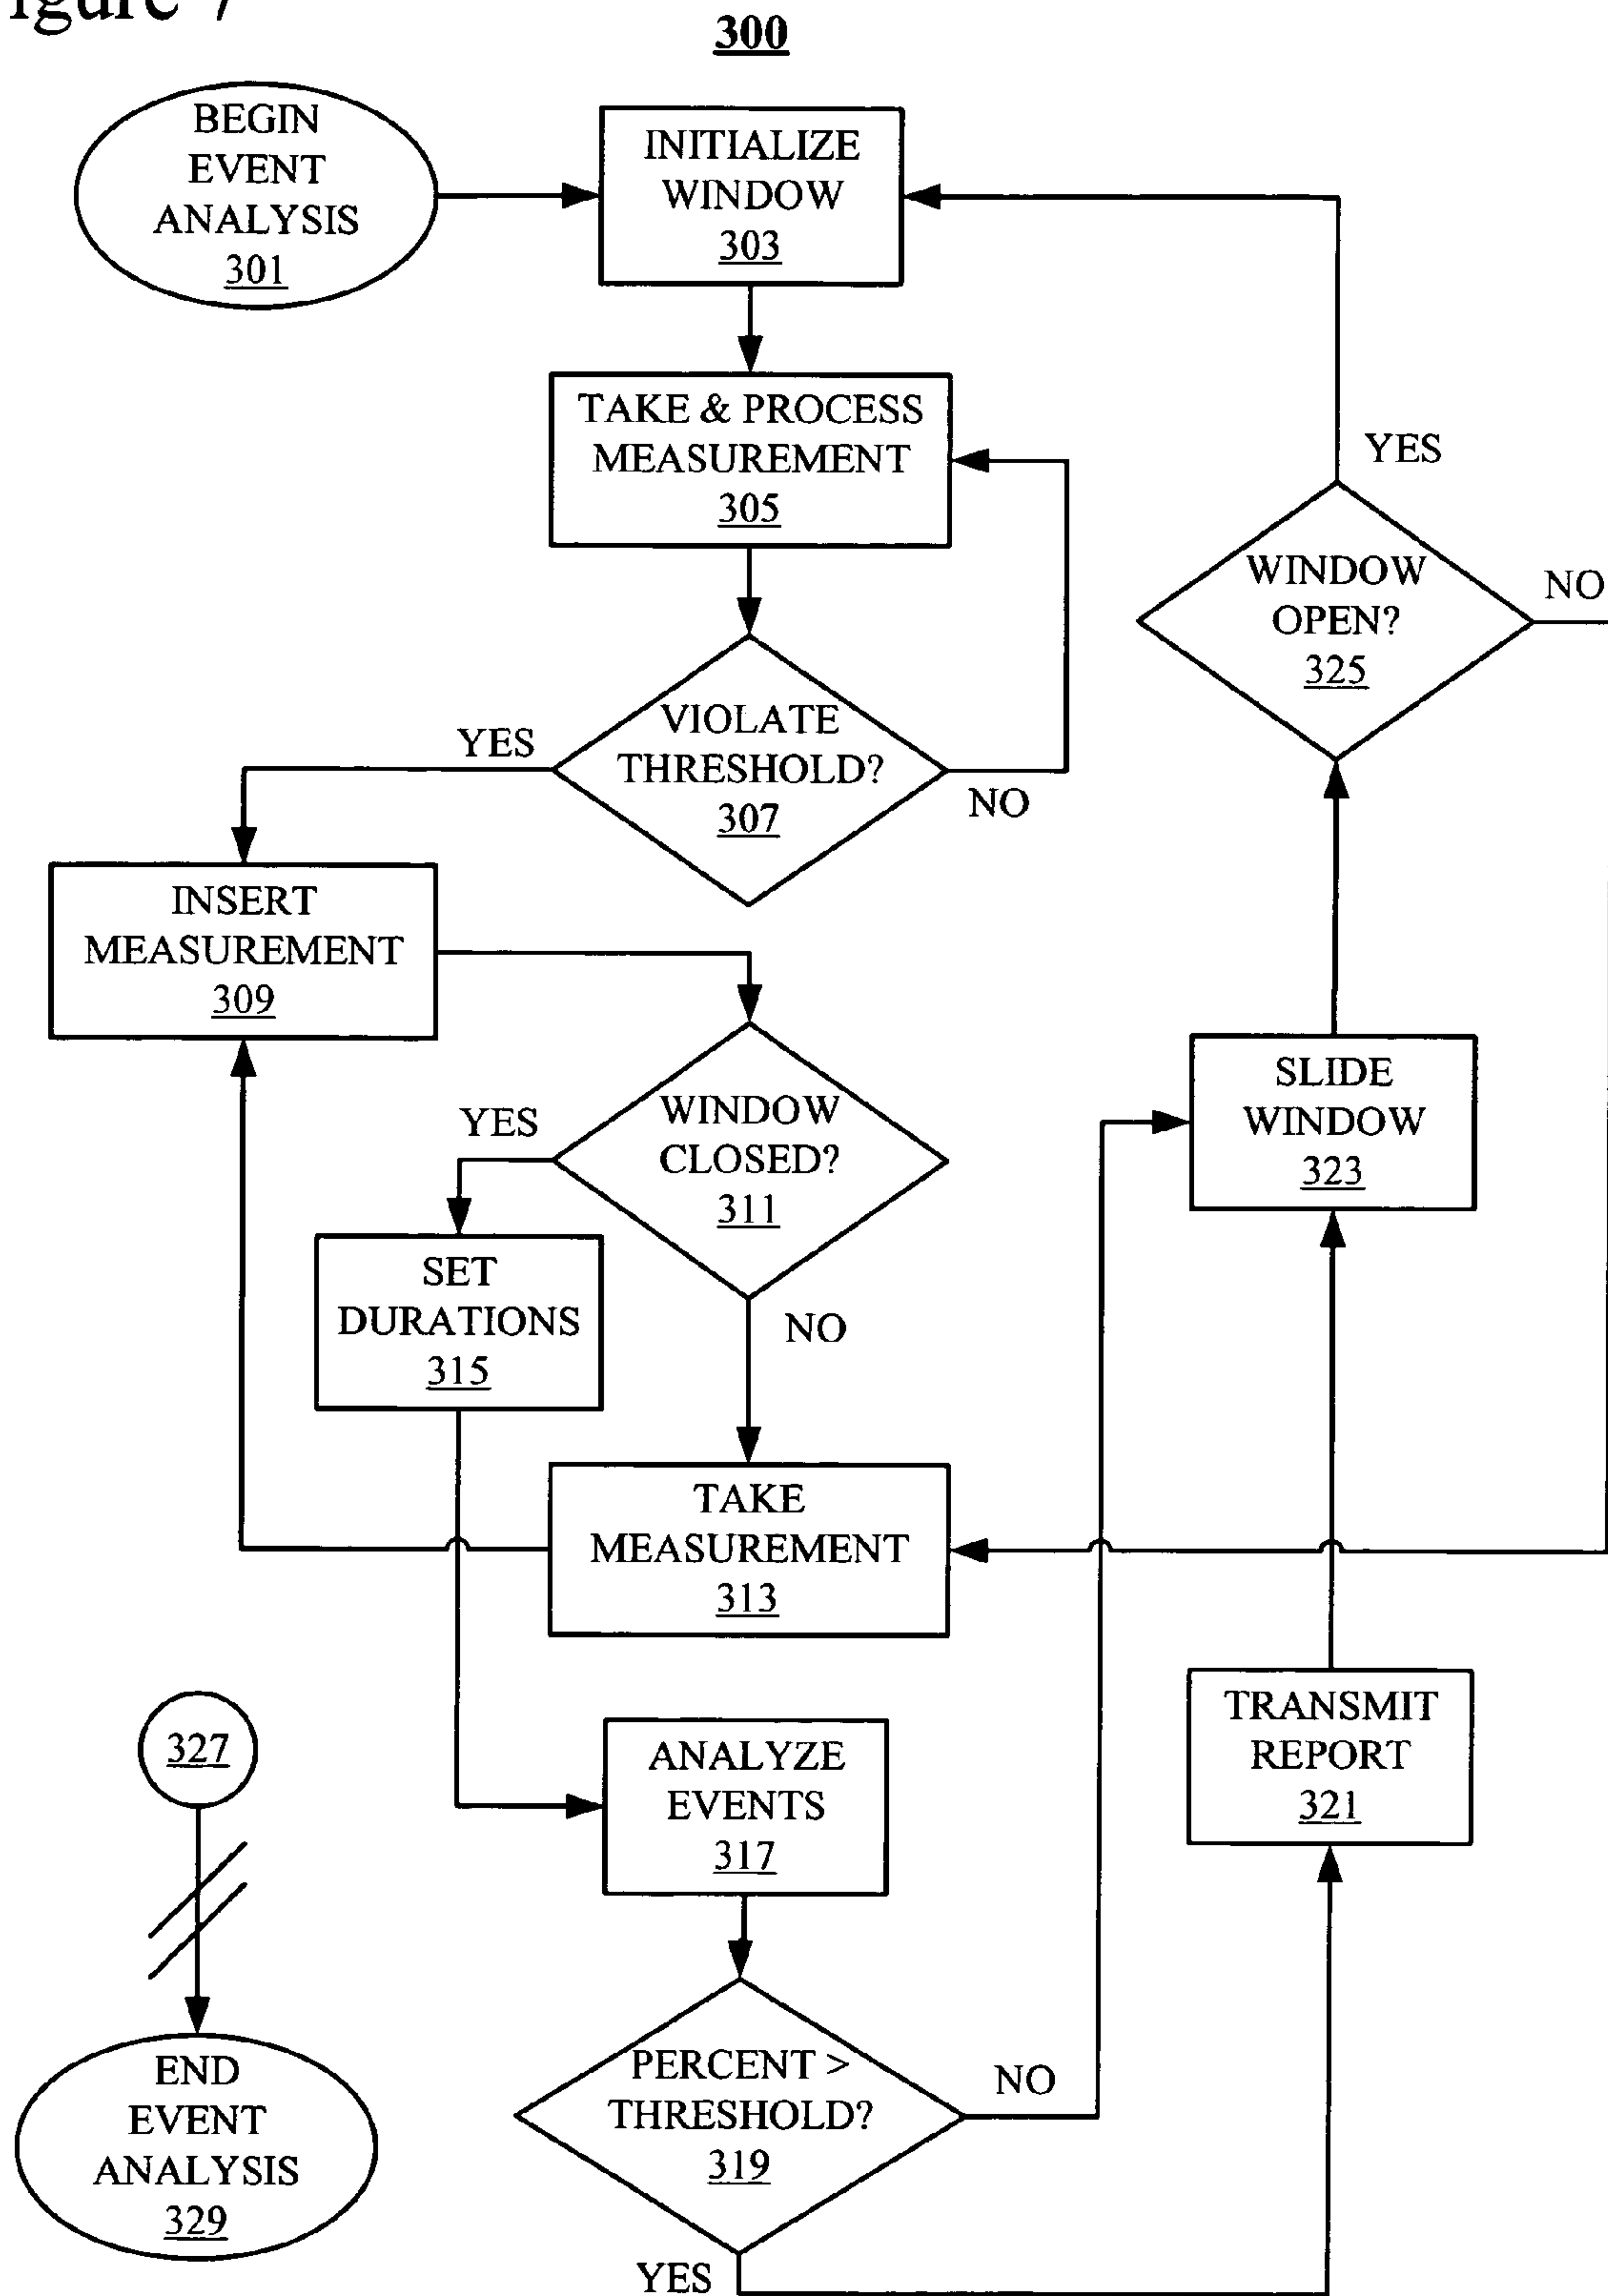 igure 7
300
BEGIN
EVENT
ANALYSIS
301
INITIALIZE
WINDOW
303
TAKE & PROCESS
MEASUREMENT
305
YES
WINDOW
OPEN?
325
NO
VIOLATE
THRESHOLD?
307
YES
NO
INSERT
MEASUREMENT
309
WINDOW
CLOSED?
311
YES
NO
SLIDE
WINDOW
323
SET
DURATIONS
315
TAKE
MEASUREMENT
313
TRANSMIT
REPORT
321
327
ANALYZE
EVENTS
317
PERCENT >
THRESHOLD?
319
NO
YES
END
EVENT
ANALYSIS
329